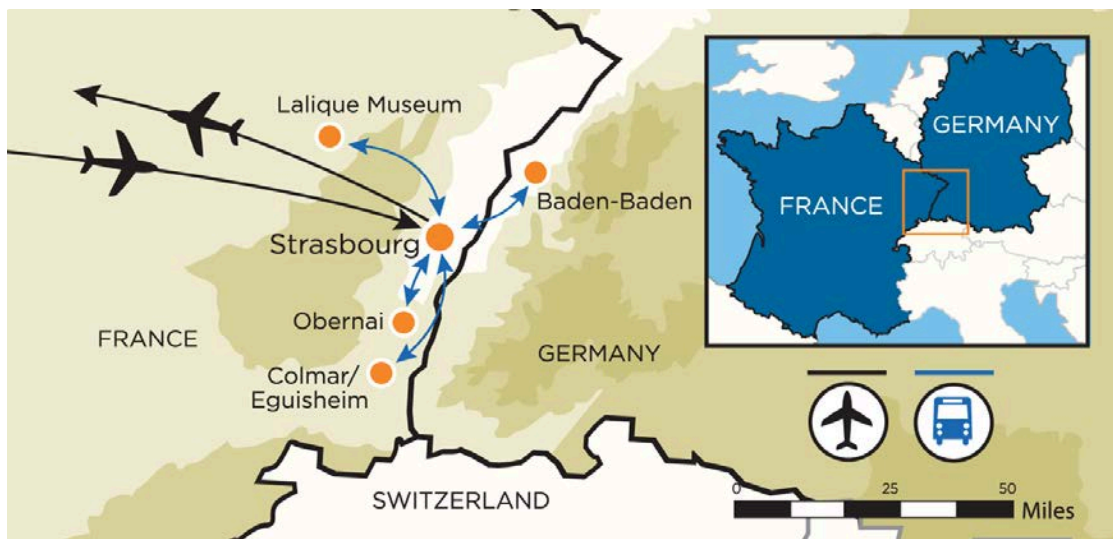 Lalique Museum
Baden-Baden
Strasbourg
Obernai
Colmar/
Eguisheim
FRANCE
GERMANY
SWITZERLAND
GERMANY
FRANCE
0 25 50
Miles